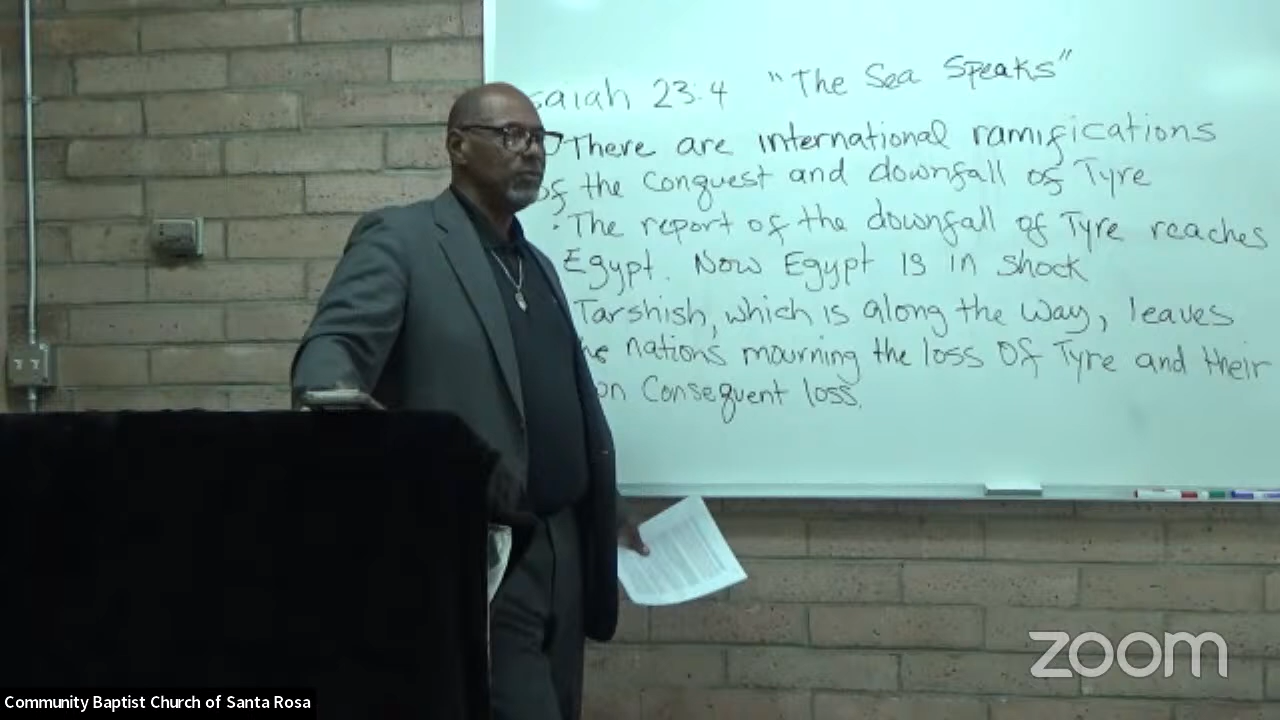 saiah 23:4 "The Sea Speaks"
There are international ramifications
of the conquest and downfall of Tyre
· The report of the downfall of Tyre reaches
Egypt. Now Egypt is in shock
Tarshish, which is along the way, leaves
he nations mourning the loss of Tyre and their
on Consequent loss.
zoom
Community Baptist Church of Santa Rosa